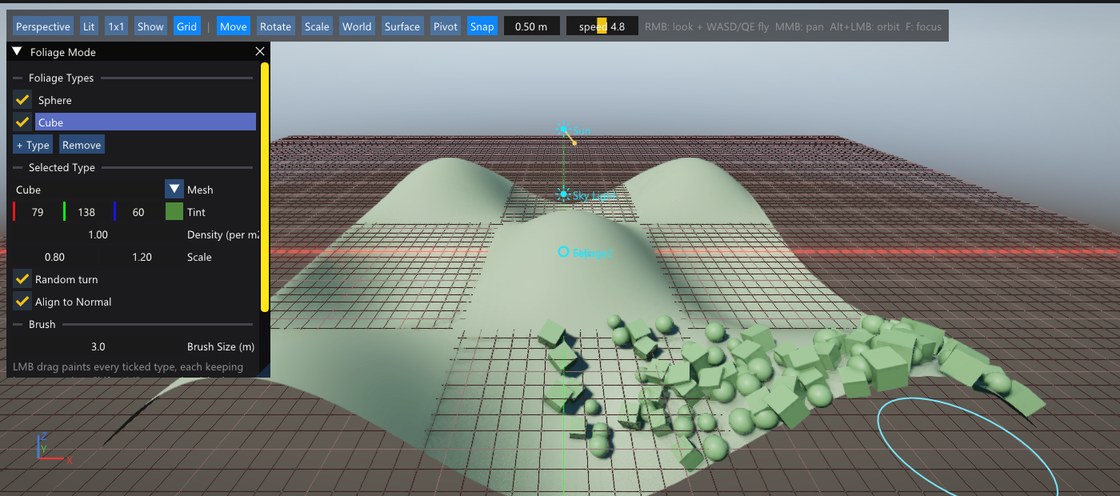 Perspective Lit 1x1 Show Grid | Move Rotate Scale World Surface Pivot Snap 0.50 m speed 4.8 RMB: look + WASD/QE fly MMB: pan Alt+LMB: orbit F: focus
Foliage Mode
Foliage Types
Sphere
Cube
+ Type Remove
Selected Type
Cube Mesh
79 138 60 Tint
1.00 Density (per m
0.80 1.20 Scale
Random turn
Align to Normal
Brush
3.0 Brush Size (m)
LMB drag paints every ticked type, each keeping
Sun
Sky Light
Z
Y
X